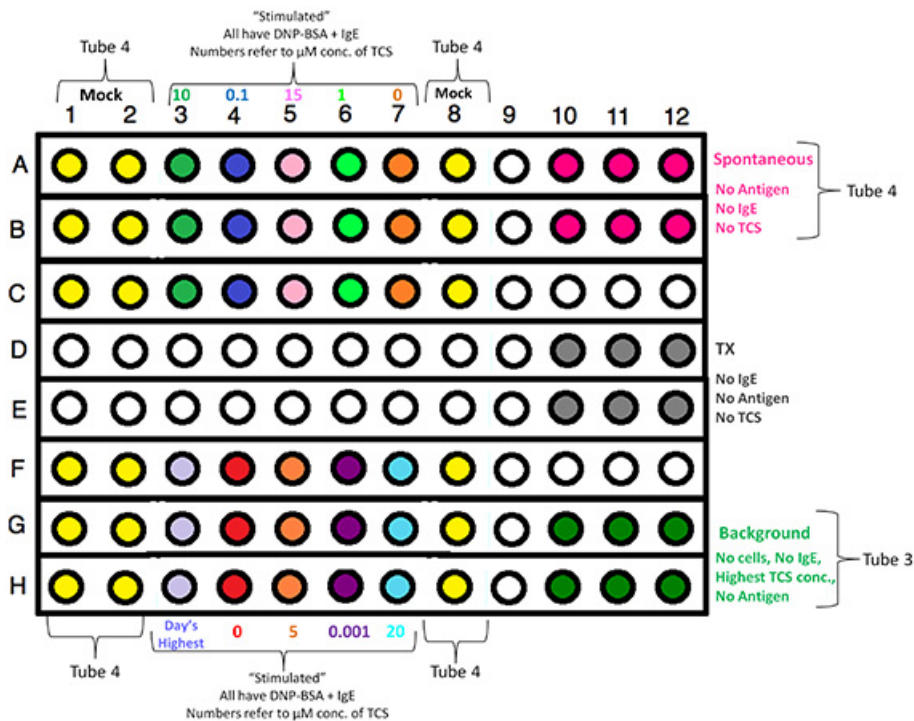 “Stimulated”
All have DNP-BSA + IgE
Numbers refer to μM conc. of TCS
Tube 4
Tube 4
Mock
10 0.1 15 1 0
Mock
1 2 3 4 5 6 7 8 9 10 11 12
A
Spontaneous
No Antigen
No IgE
No TCS
Tube 4
B
C
D
TX
No IgE
No Antigen
No TCS
E
F
G
Background
No cells, No IgE,
Highest TCS conc.,
No Antigen
Tube 3
H
Day's
Highest
0 5 0.001 20
Tube 4
Tube 4
“Stimulated”
All have DNP-BSA + IgE
Numbers refer to μM conc. of TCS